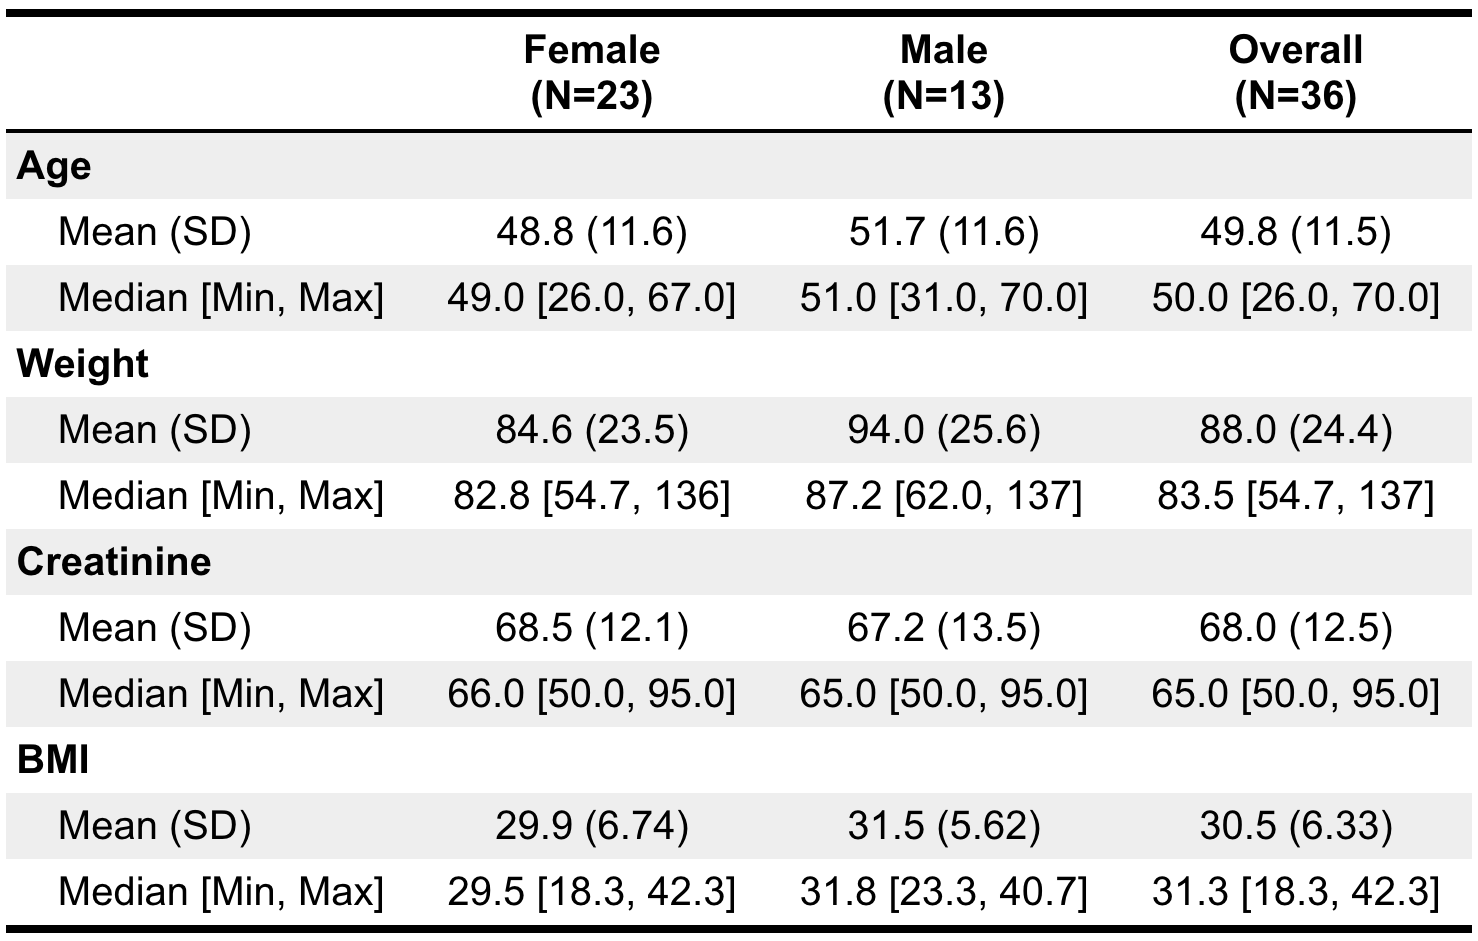 Female Male Overall
(N=23) (N=13) (N=36)
Age
Mean (SD) 48.8 (11.6) 51.7 (11.6) 49.8 (11.5)
Median [Min, Max] 49.0 [26.0, 67.0] 51.0 [31.0, 70.0] 50.0 [26.0, 70.0]
Weight
Mean (SD) 84.6 (23.5) 94.0 (25.6) 88.0 (24.4)
Median [Min, Max] 82.8 [54.7, 136] 87.2 [62.0, 137] 83.5 [54.7, 137]
Creatinine
Mean (SD) 68.5 (12.1) 67.2 (13.5) 68.0 (12.5)
Median [Min, Max] 66.0 [50.0, 95.0] 65.0 [50.0, 95.0] 65.0 [50.0, 95.0]
BMI
Mean (SD) 29.9 (6.74) 31.5 (5.62) 30.5 (6.33)
Median [Min, Max] 29.5 [18.3, 42.3] 31.8 [23.3, 40.7] 31.3 [18.3, 42.3]